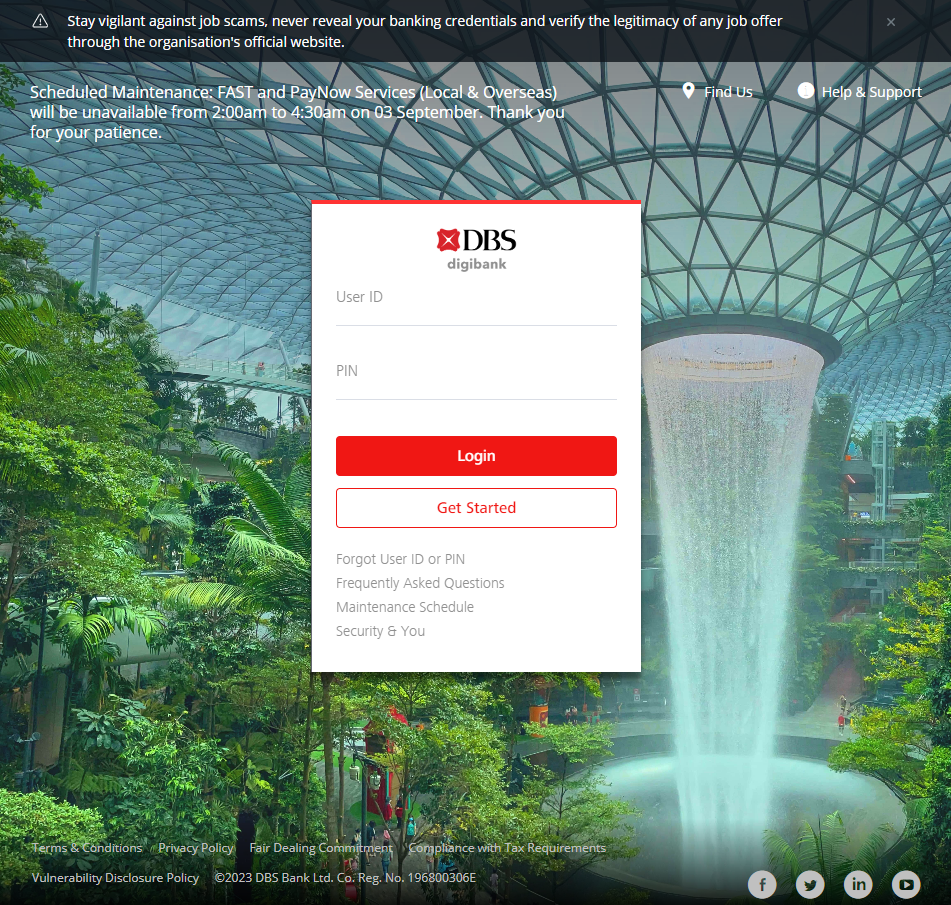 Stay vigilant against job scams, never reveal your banking credentials and verify the legitimacy of any job offer
through the organisation's official website.
Scheduled Maintenance: FAST and PayNow Services (Local & Overseas)
will be unavailable from 2:00am to 4:30am on 03 September. Thank you
for your patience.
Find Us
Help & Support
DBS
digibank
User ID
PIN
Login
Get Started
Forgot User ID or PIN
Frequently Asked Questions
Maintenance Schedule
Security & You
Terms & Conditions Privacy Policy Fair Dealing Commitment Compliance with Tax Requirements
Vulnerability Disclosure Policy ©2023 DBS Bank Ltd. Co. Reg. No. 196800306E